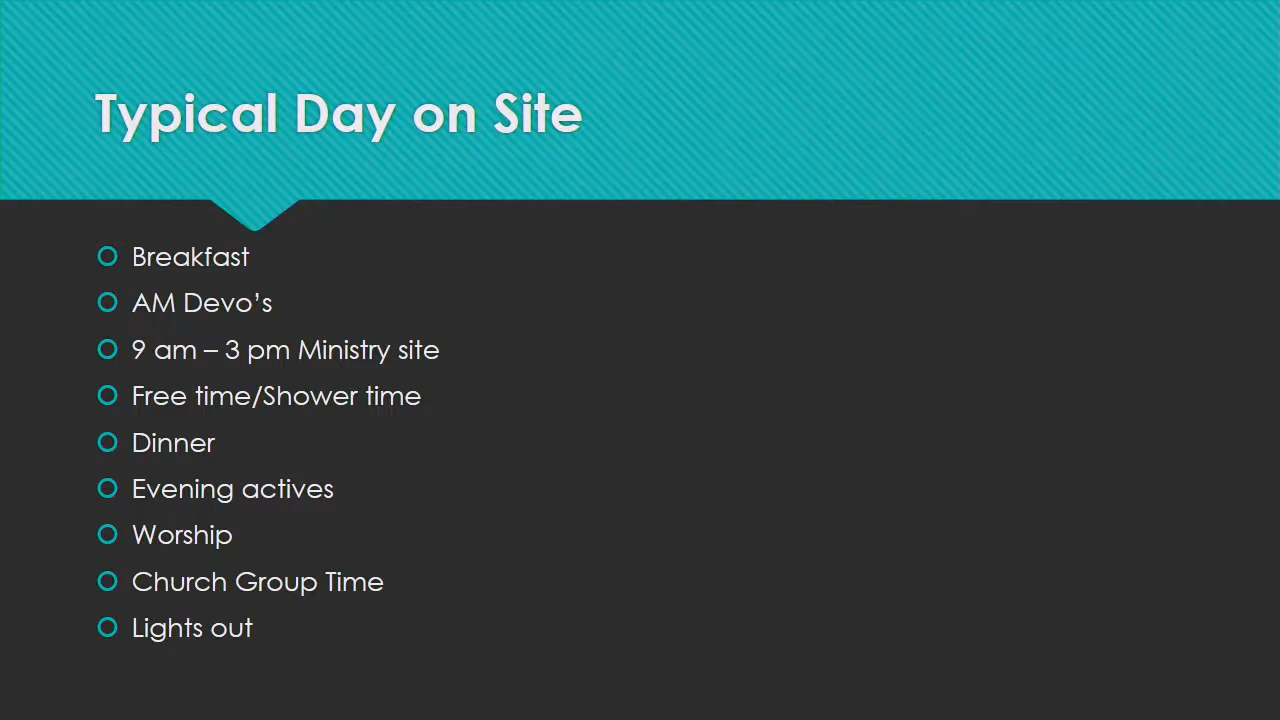 Typical Day on Site
Breakfast
AM Devo’s
9 am – 3 pm Ministry site
Free time/Shower time
Dinner
Evening actives
Worship
Church Group Time
Lights out